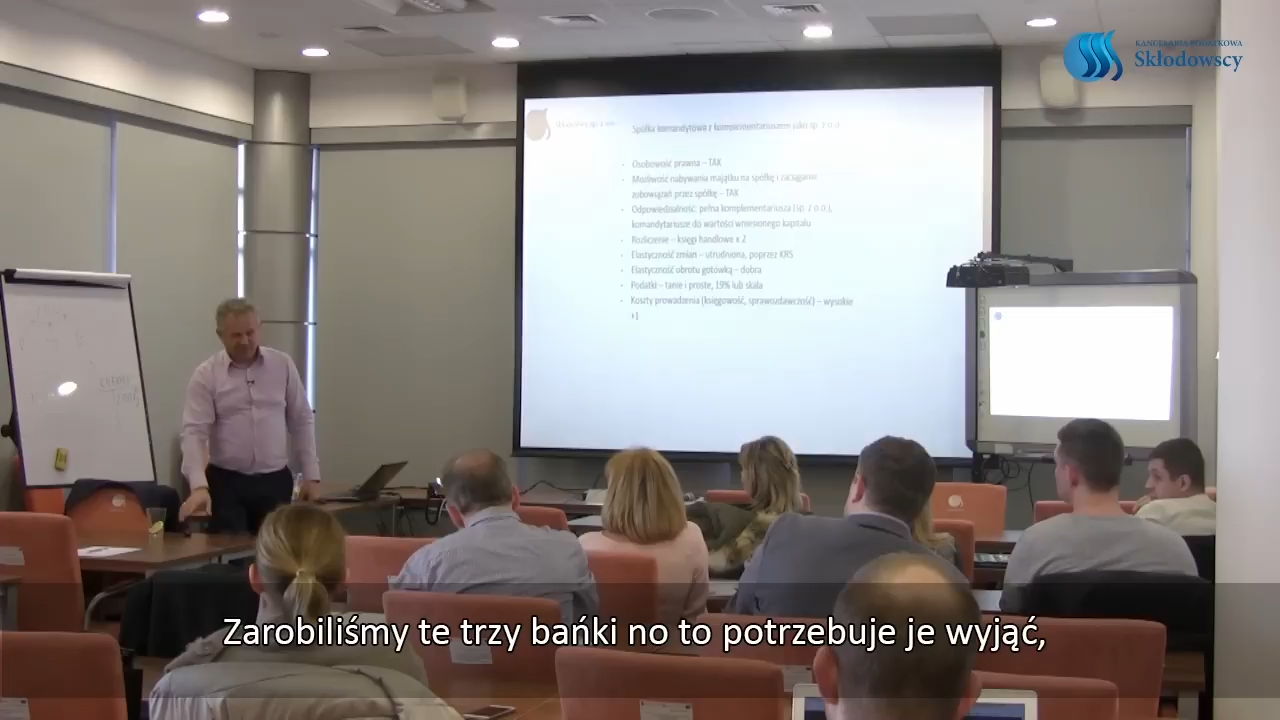 KANCELARIA PODATKOWA
Skłodowscy
Spółka komandytowa z komplementariuszem jako sp. z o.o.
- Osobowość prawna – TAK
- Możliwość nabywania majątku na spółkę i zaciąganie
zobowiązań przez spółkę – TAK
- Odpowiedzialność: pełna komplementariusza (sp. z o.o.),
komandytariusze do wartości wniesionego kapitału
- Rozliczenie – księgi handlowe x 2
- Elastyczność zmian – utrudniona, poprzez KRS
- Elastyczność obrotu gotówką – dobra
- Podatki – tanie i proste, 19% lub skala
- Koszty prowadzenia (księgowość, sprawozdawczość) – wysokie
Zarobiliśmy te trzy bańki no to potrzebuje je wyjąć,